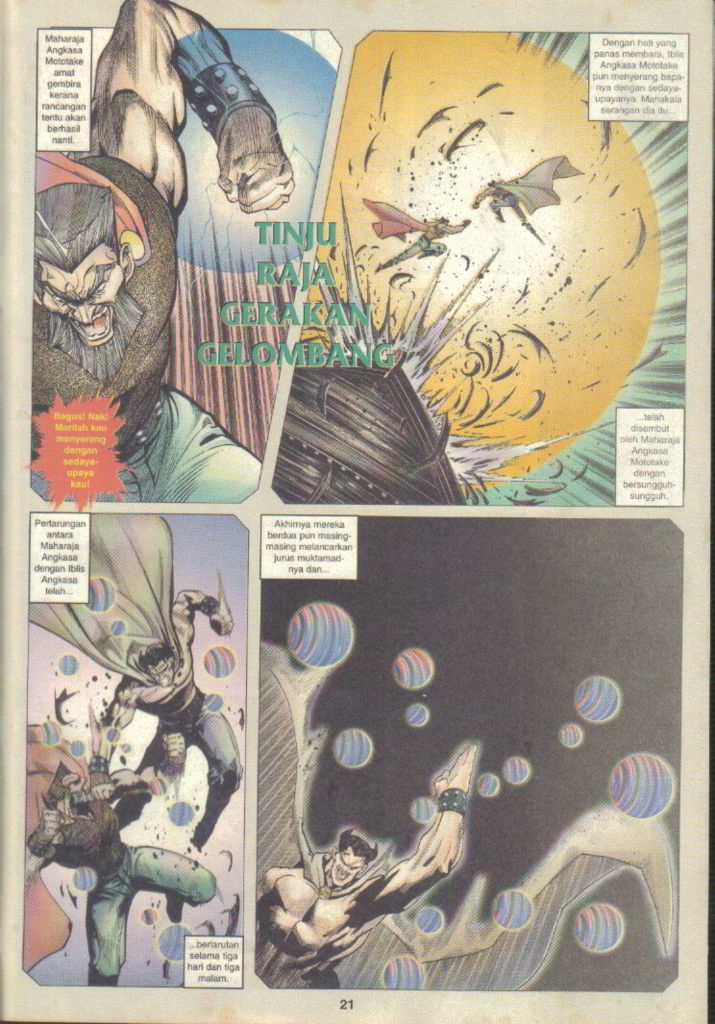 Maharaja
Angkasa
Mototake
amat
gembira
kerana
rancangan
tentu akan
berhasil
nanti.
Bagus! Nak!
Marilah kau
menyerang
dengan
sedaya-
upaya
kau!
TINJU
RAJA
GERAKAN
GELOMBANG
Dengan hati yang
panas membara, Iblis
Angkasa Mototake
pun menyerang bapa-
nya dengan sedaya-
upayanya. Manakala
serangan dia itu...
...telah
disambut
oleh Maharaja
Angkasa
Mototake
dengan
bersungguh-
sungguh.
Pertarungan
antara
Maharaja
Angkasa
dengan Iblis
Angkasa
telah...
...berlarutan
selama tiga
hari dan tiga
malam.
Akhirnya mereka
berdua pun masing-
masing melancarkan
jurus muktamad-
nya dan...
21